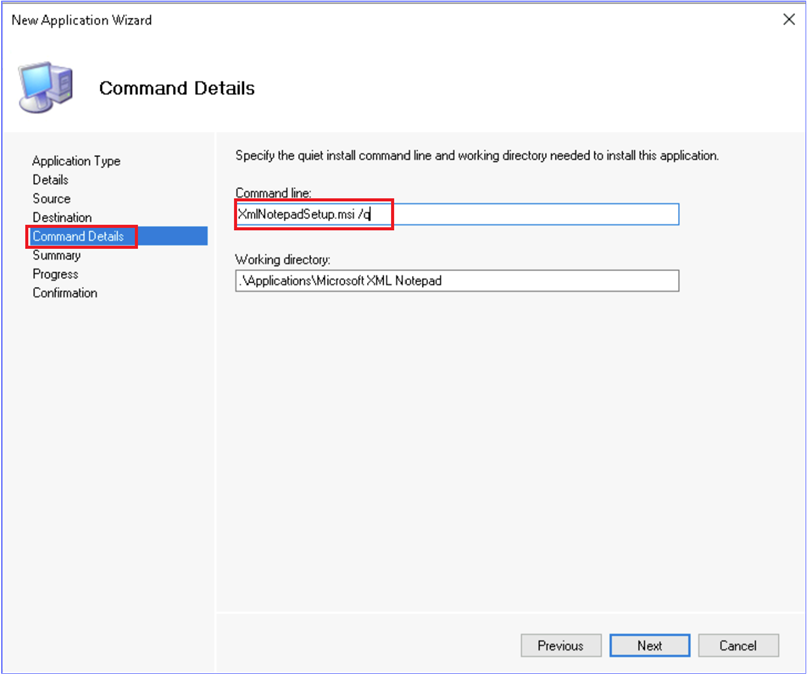 New Application Wizard
Command Details
Application Type
Details
Source
Destination
Command Details
Summary
Progress
Confirmation
Specify the quiet install command line and working directory needed to install this application.
Command line:
XmlNotepadSetup.msi /q
Working directory:
.\Applications\Microsoft XML Notepad
Previous
Next
Cancel